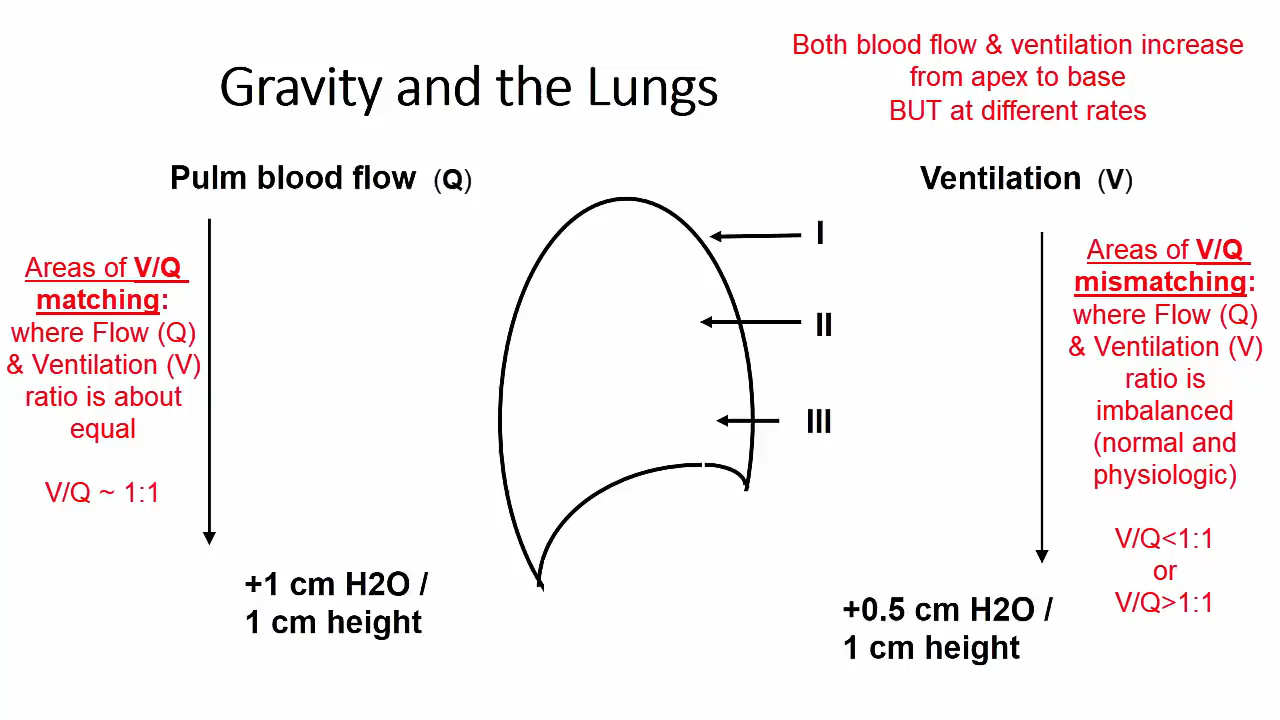 Gravity and the Lungs
Both blood flow & ventilation increase
from apex to base
BUT at different rates
Pulm blood flow (Q)
Ventilation (V)
Areas of V/Q
matching:
where Flow (Q)
& Ventilation (V)
ratio is about
equal
V/Q ~ 1:1
I
II
III
Areas of V/Q
mismatching:
where Flow (Q)
& Ventilation (V)
ratio is
imbalanced
(normal and
physiologic)
V/Q<1:1
or
V/Q>1:1
+1 cm H2O /
1 cm height
+0.5 cm H2O /
1 cm height